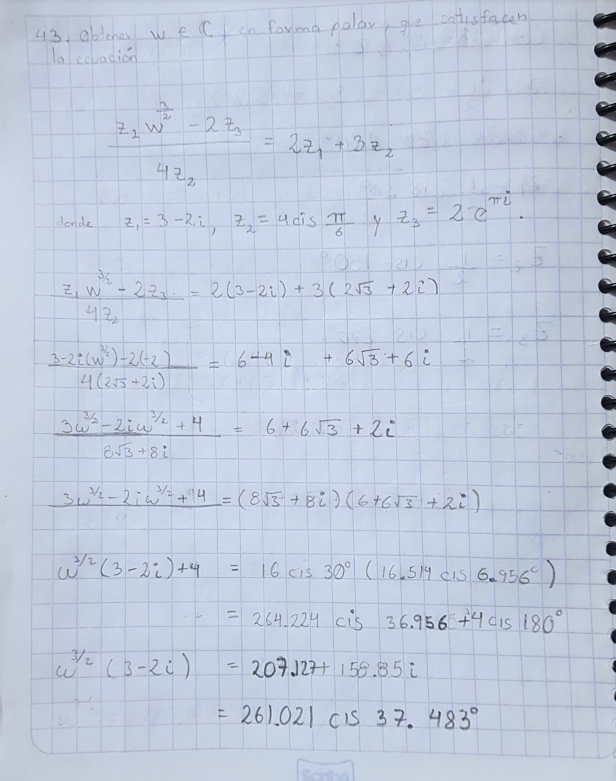 43. Obtener w e C, en forma polar, que satisfacen
la ecuación
(z₁w^(3/2) - 2z₃)/(4z₂) = 2z₁ + 3z₂
donde z₁ = 3-2i, z₂ = 4cis π/6 y z₃ = 2 e^(πi).
(z₁w^(3/2) - 2z₃)/(4z₂) = 2(3-2i) + 3(2√3 + 2i)
(3-2i(w^(3/2))-2(-2))/(4(2√3+2i)) = 6-4i + 6√3 + 6i
(3w^(3/2) - 2iw^(3/2) + 4)/(8√3+8i) = 6 + 6√3 + 2i
3w^(3/2) - 2iw^(3/2) + 4 = (8√3 + 8i)(6+6√3 + 2i)
w^(3/2)(3-2i)+4 = 16 cis 30° (16.514 cis 6.956°)
= 264.224 cis 36.956 +4 cis 180°
w^(3/2) (3-2i) = 207.127 + 158.85i
= 261.021 cis 37.483°
Scribe